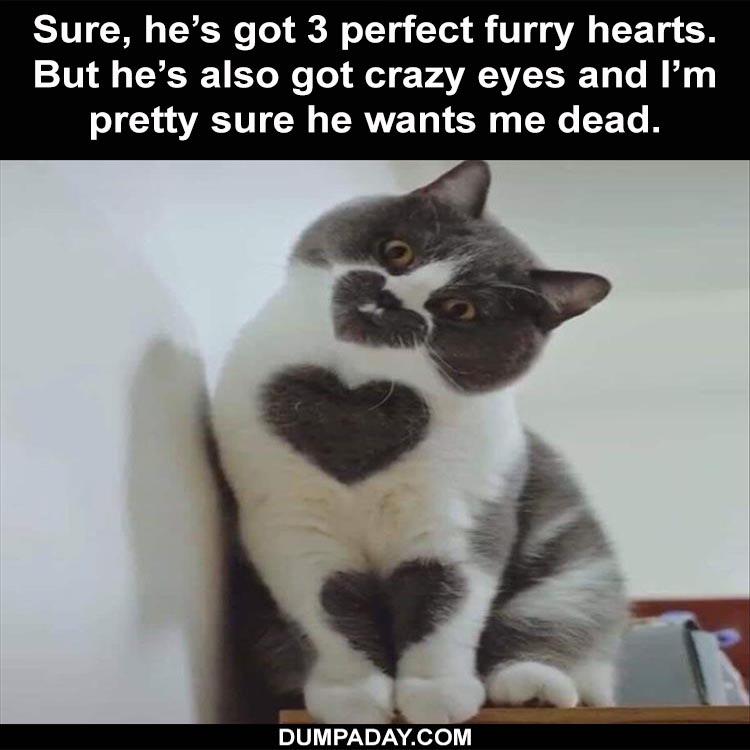 Sure, he’s got 3 perfect furry hearts.
But he’s also got crazy eyes and I’m
pretty sure he wants me dead.
DUMPADAY.COM